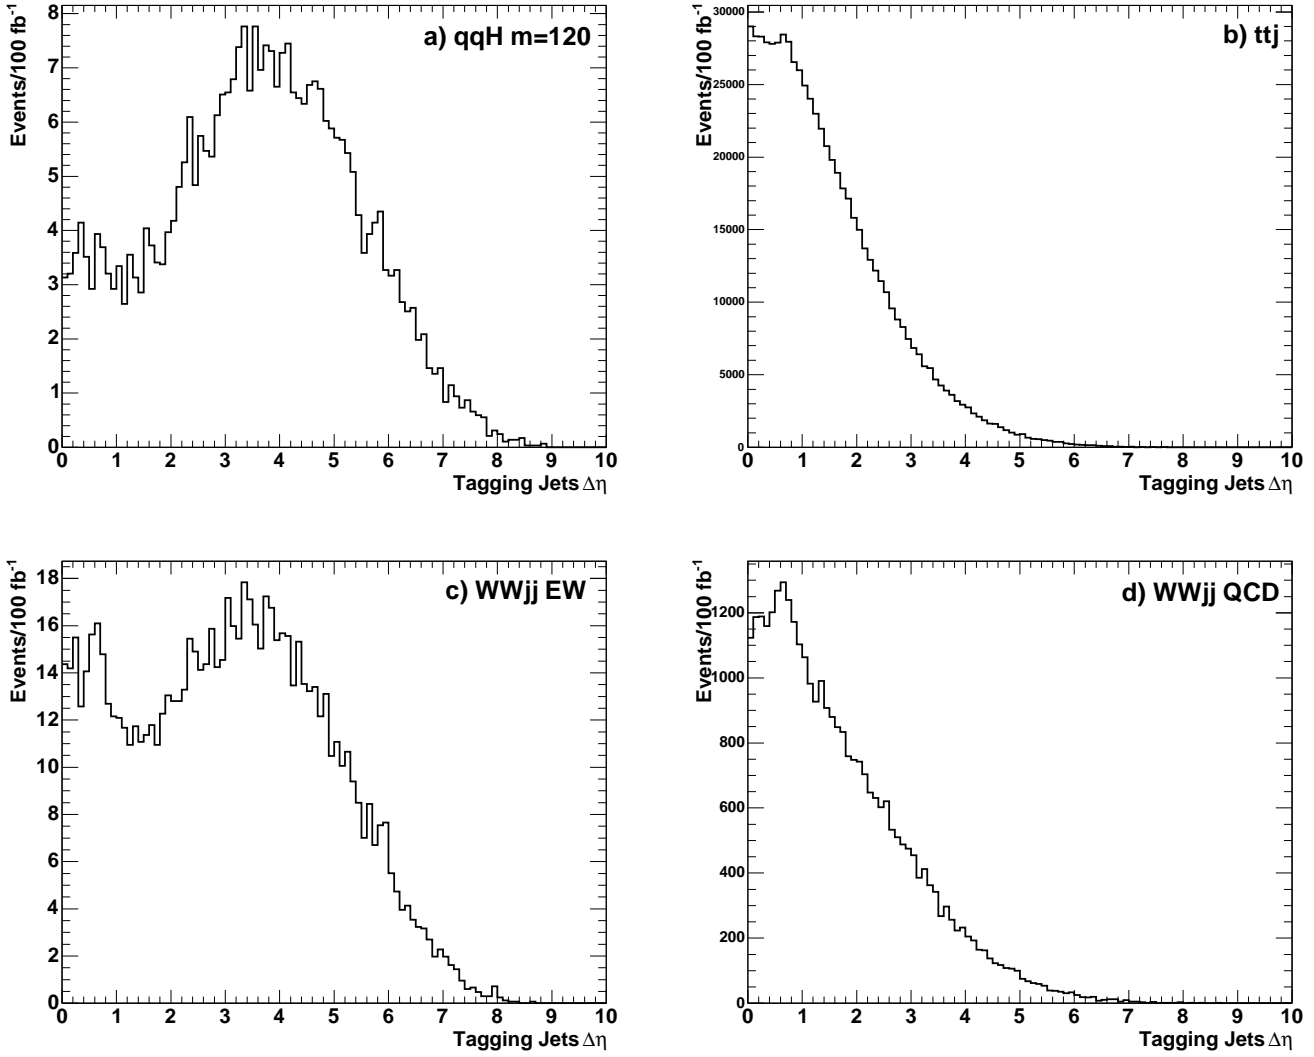 a) qqH m=120
Events/100 fb-1
8
7
6
5
4
3
2
1
0
0 1 2 3 4 5 6 7 8 9 10
Tagging Jets Δη
b) ttj
Events/100 fb-1
30000
25000
20000
15000
10000
5000
0
0 1 2 3 4 5 6 7 8 9 10
Tagging Jets Δη
c) WWjj EW
Events/100 fb-1
18
16
14
12
10
8
6
4
2
0
0 1 2 3 4 5 6 7 8 9 10
Tagging Jets Δη
d) WWjj QCD
Events/100 fb-1
1200
1000
800
600
400
200
0
0 1 2 3 4 5 6 7 8 9 10
Tagging Jets Δη